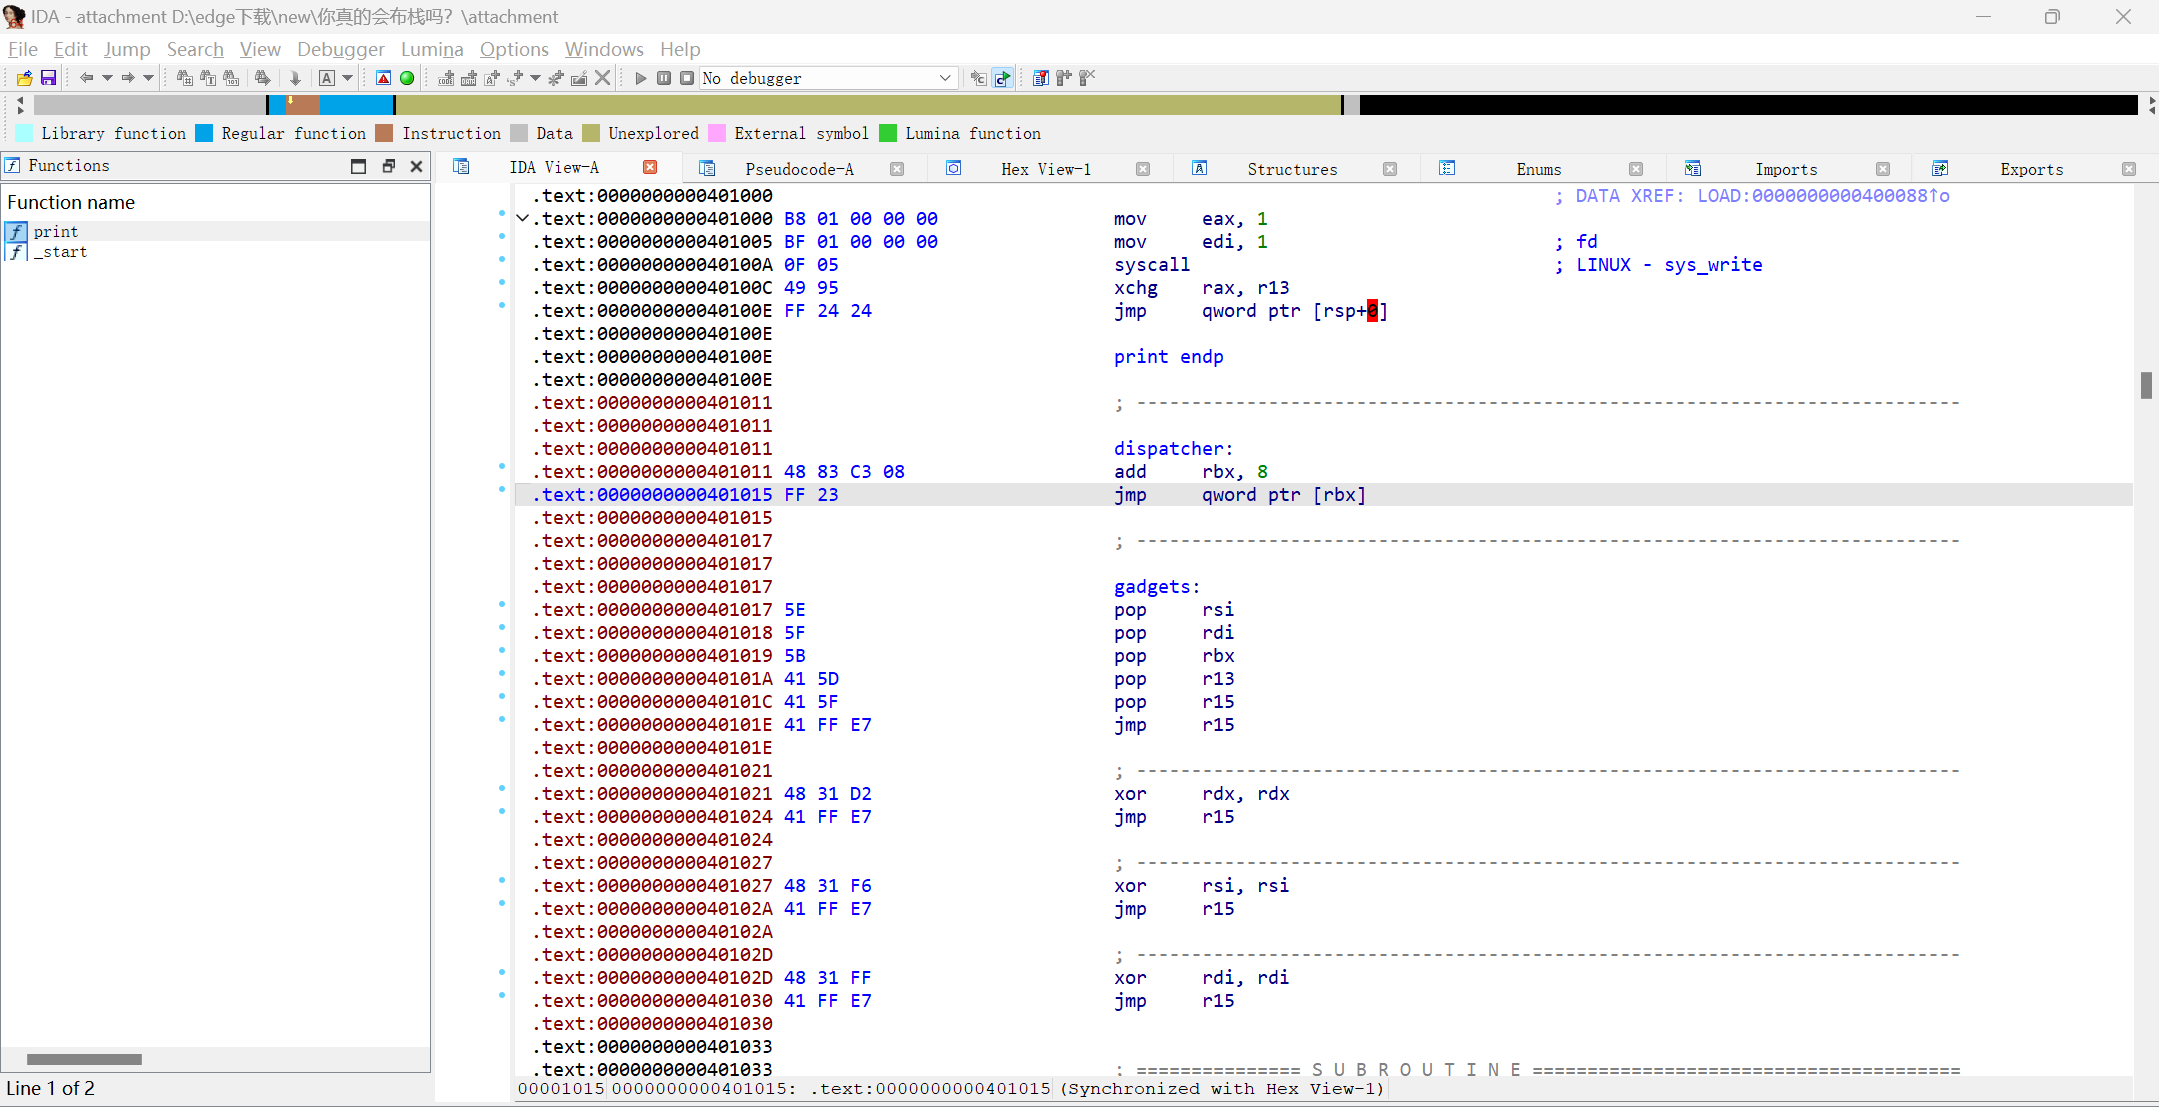 IDA - attachment D:\edge下载\new\你真的会布栈吗？\attachment
File Edit Jump Search View Debugger Lumina Options Windows Help
No debugger
Library function Regular function Instruction Data Unexplored External symbol Lumina function
Functions
IDA View-A Pseudocode-A Hex View-1 Structures Enums Imports Exports
Function name
print
_start
Line 1 of 2
.text:0000000000401000 ; DATA XREF: LOAD:0000000000400088↑o
.text:0000000000401000 B8 01 00 00 00 mov eax, 1
.text:0000000000401005 BF 01 00 00 00 mov edi, 1 ; fd
.text:000000000040100A 0F 05 syscall ; LINUX - sys_write
.text:000000000040100C 49 95 xchg rax, r13
.text:000000000040100E FF 24 24 jmp qword ptr [rsp+0]
.text:000000000040100E
.text:000000000040100E print endp
.text:000000000040100E
.text:0000000000401011 ; ---------------------------------------------------------------------------
.text:0000000000401011
.text:0000000000401011 dispatcher:
.text:0000000000401011 48 83 C3 08 add rbx, 8
.text:0000000000401015 FF 23 jmp qword ptr [rbx]
.text:0000000000401015
.text:0000000000401017 ; ---------------------------------------------------------------------------
.text:0000000000401017
.text:0000000000401017 gadgets:
.text:0000000000401017 5E pop rsi
.text:0000000000401018 5F pop rdi
.text:0000000000401019 5B pop rbx
.text:000000000040101A 41 5D pop r13
.text:000000000040101C 41 5F pop r15
.text:000000000040101E 41 FF E7 jmp r15
.text:000000000040101E
.text:0000000000401021 ; ---------------------------------------------------------------------------
.text:0000000000401021 48 31 D2 xor rdx, rdx
.text:0000000000401024 41 FF E7 jmp r15
.text:0000000000401024
.text:0000000000401027 ; ---------------------------------------------------------------------------
.text:0000000000401027 48 31 F6 xor rsi, rsi
.text:000000000040102A 41 FF E7 jmp r15
.text:000000000040102A
.text:000000000040102D ; ---------------------------------------------------------------------------
.text:000000000040102D 48 31 FF xor rdi, rdi
.text:0000000000401030 41 FF E7 jmp r15
.text:0000000000401030
.text:0000000000401033
.text:0000000000401033 ; =============== S U B R O U T I N E =======================================
00001015 0000000000401015: .text:0000000000401015 (Synchronized with Hex View-1)